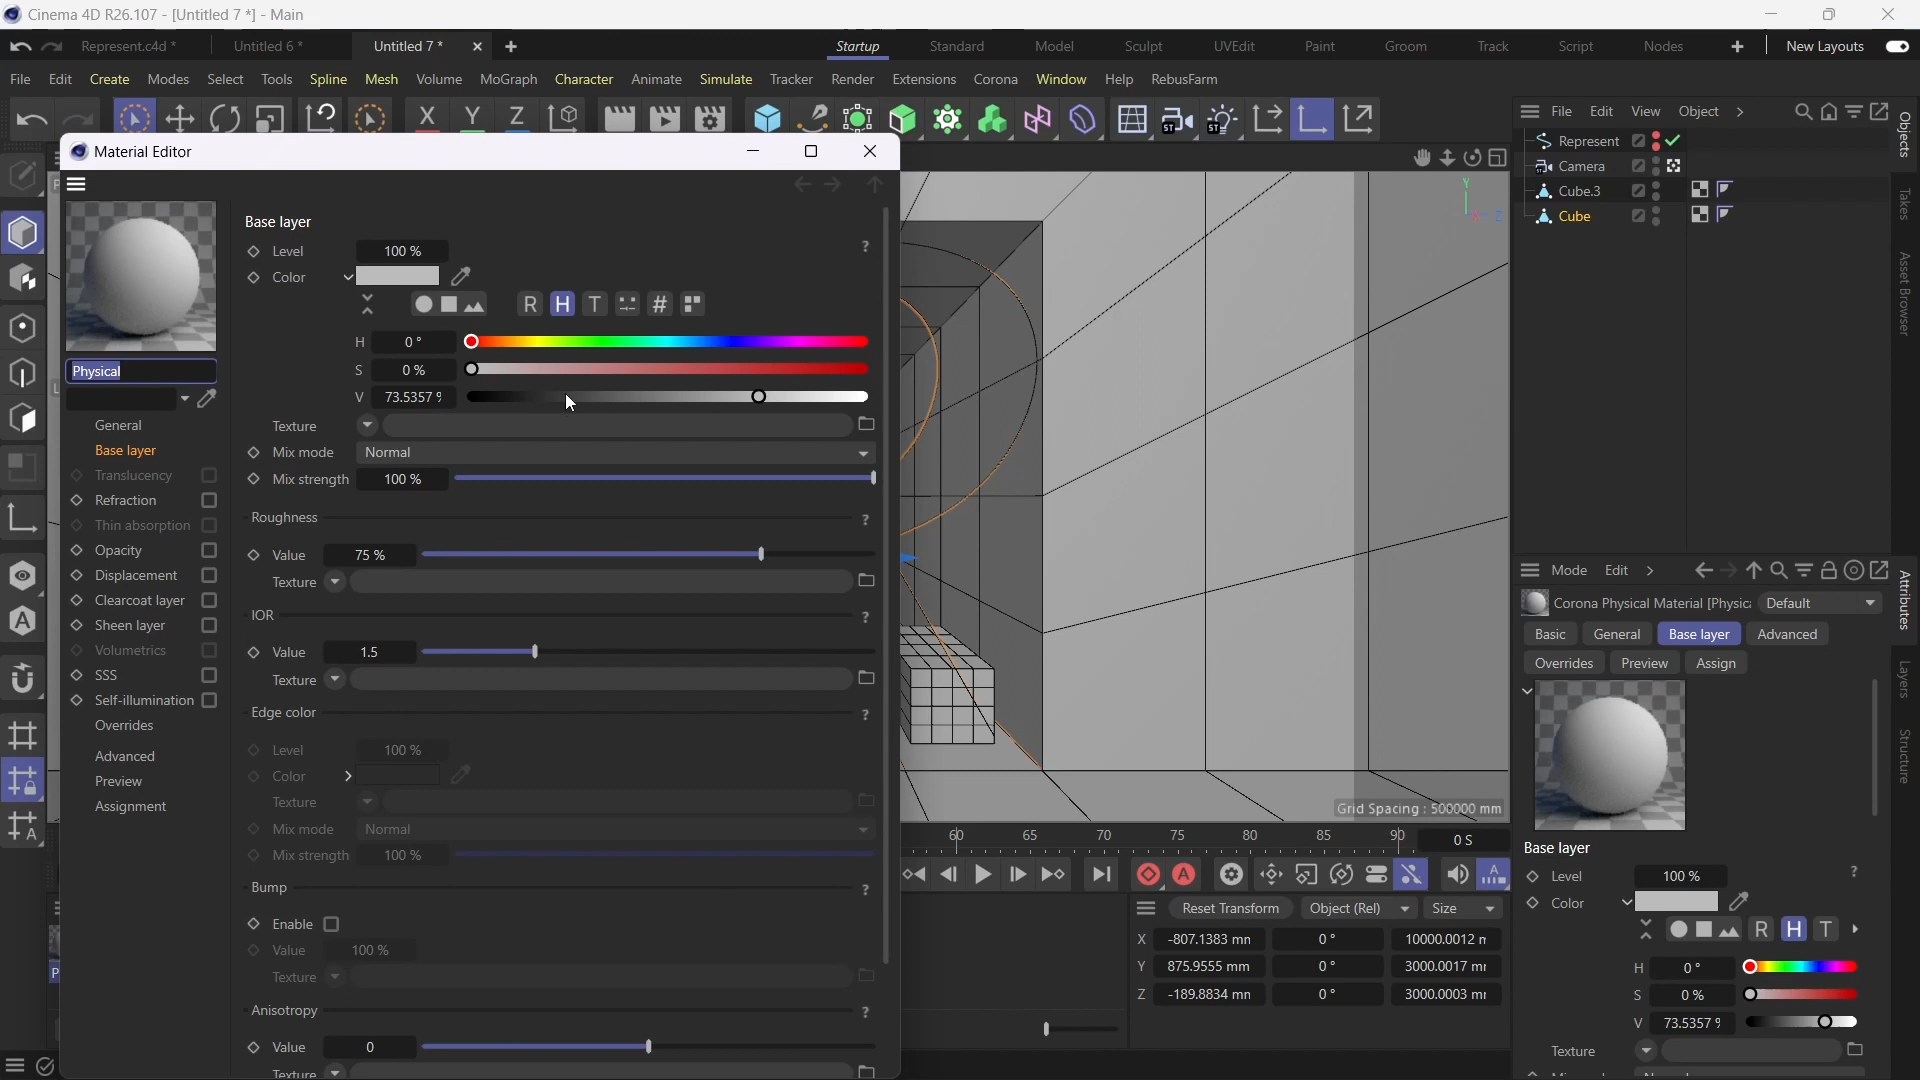 Cinema 4D R26.107 - [Untitled 7 *] - Main
Represent.c4d * Untitled 6 * Untitled 7 * Startup Standard Model Sculpt UVEdit Paint Groom Track Script Nodes New Layouts
File Edit Create Modes Select Tools Spline Mesh Volume MoGraph Character Animate Simulate Tracker Render Extensions Corona Window Help RebusFarm
X Y Z
File Edit View Object
Material Editor
Represent
Camera
Cube.3
Cube
Y
X Z
Objects
Takes
Asset Browser
Physical
General
Base layer
Translucency
Refraction
Thin absorption
Opacity
Displacement
Clearcoat layer
Sheen layer
Volumetrics
SSS
Self-illumination
Overrides
Advanced
Preview
Assignment
Base layer
Level 100 % ?
Color
R H T #
H 0 °
S 0 %
V 73.5357 %
Texture
Mix mode Normal
Mix strength 100 %
Roughness ?
Value 75 %
Texture
IOR ?
Value 1.5
Texture
Edge color ?
Level 100 %
Color
Texture
Mix mode Normal
Mix strength 100 %
Bump ?
Enable
Value 100 %
Texture
Anisotropy ?
Value 0
Texture
Grid Spacing : 500000 mm
60 65 70 75 80 85 90 0 S
Reset Transform Object (Rel) Size
X -807.1383 mm 0 ° 10000.0012 m
Y 875.9555 mm 0 ° 3000.0017 mm
Z -189.8834 mm 0 ° 3000.0003 mm
Mode Edit
Corona Physical Material [Physic Default
Basic General Base layer Advanced
Overrides Preview Assign
Base layer
Level 100 % ?
Color
R H T
H 0 °
S 0 %
V 73.5357 %
Texture
Attributes
Layers
Structure